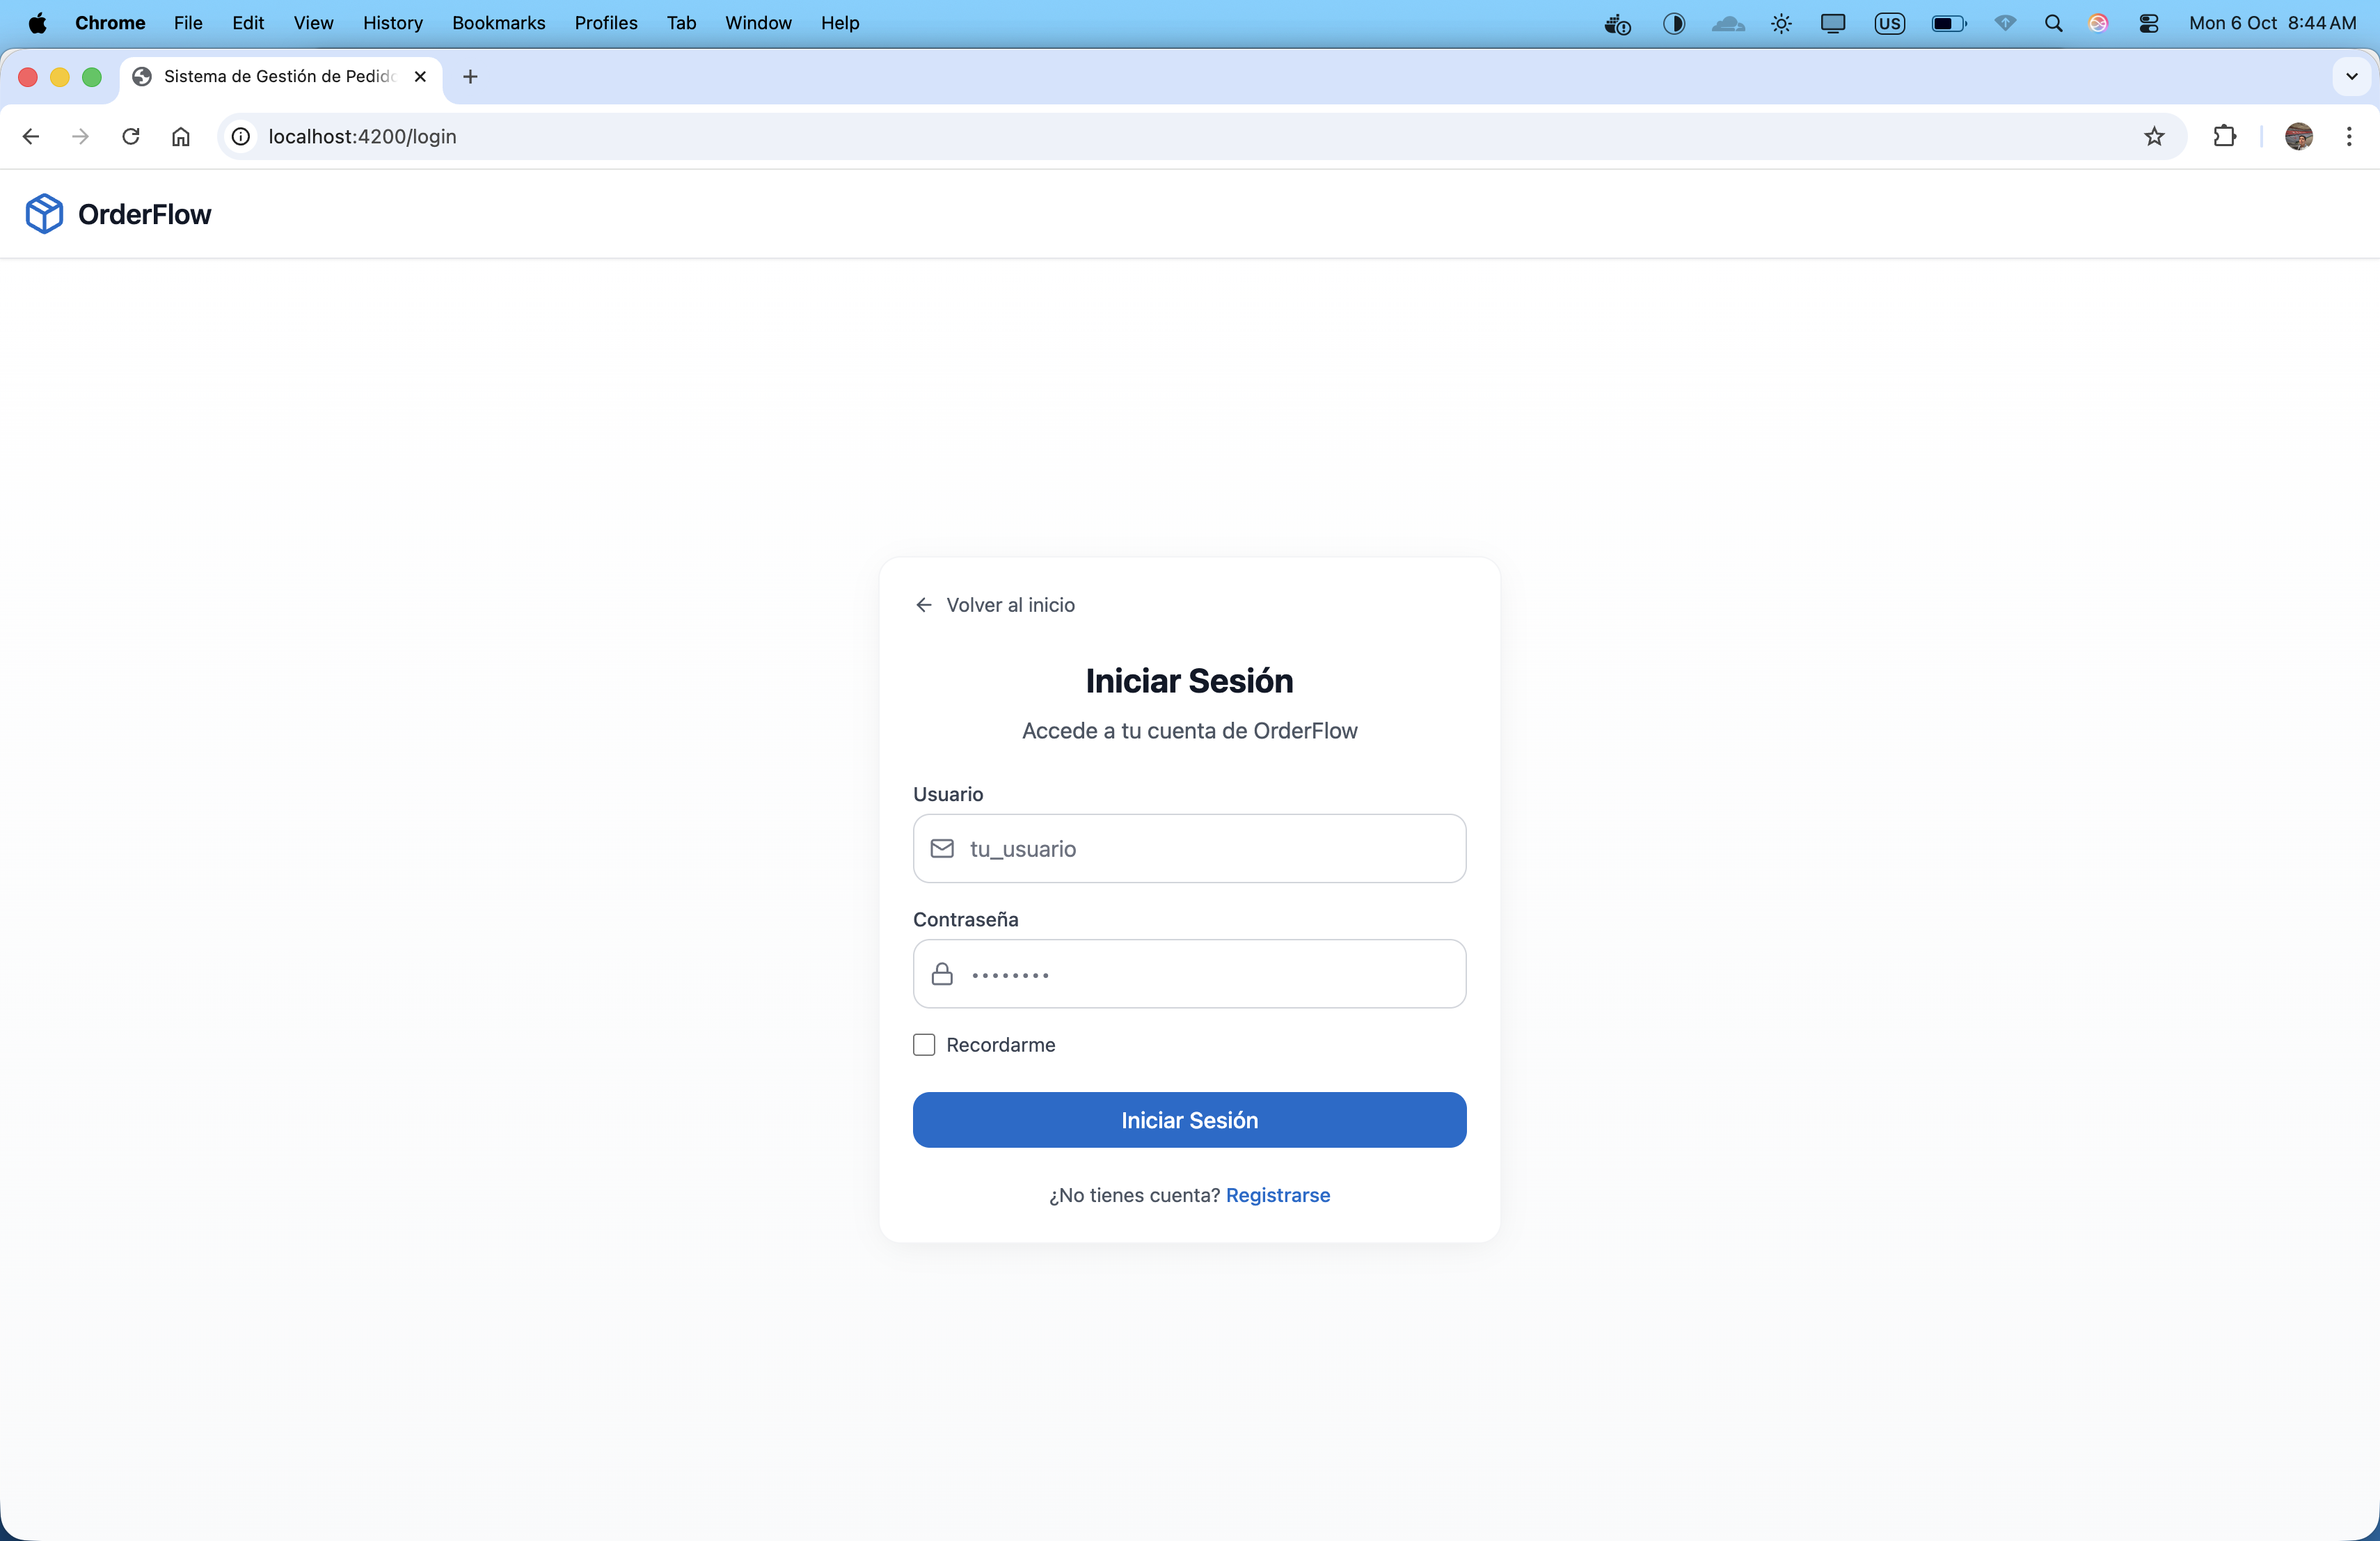 Chrome File Edit View History Bookmarks Profiles Tab Window Help US Mon 6 Oct 8:44 AM
Sistema de Gestión de Pedido
localhost:4200/login
OrderFlow
Volver al inicio
Iniciar Sesión
Accede a tu cuenta de OrderFlow
Usuario
tu_usuario
Contraseña
••••••••
Recordarme
Iniciar Sesión
¿No tienes cuenta? Registrarse